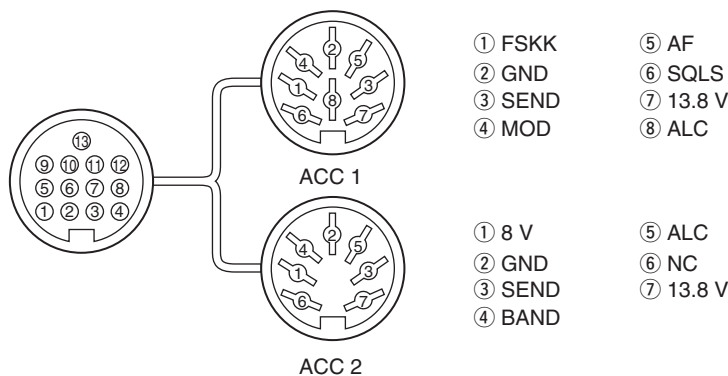 ⑬
⑨ ⑩ ⑪ ⑫
⑤ ⑥ ⑦ ⑧
① ② ③ ④
②
④ ⑤
① ③
⑧
⑥ ⑦
ACC 1
① FSKK ⑤ AF
② GND ⑥ SQLS
③ SEND ⑦ 13.8 V
④ MOD ⑧ ALC
②
④ ⑤
① ③
⑥ ⑦
ACC 2
① 8 V ⑤ ALC
② GND ⑥ NC
③ SEND ⑦ 13.8 V
④ BAND